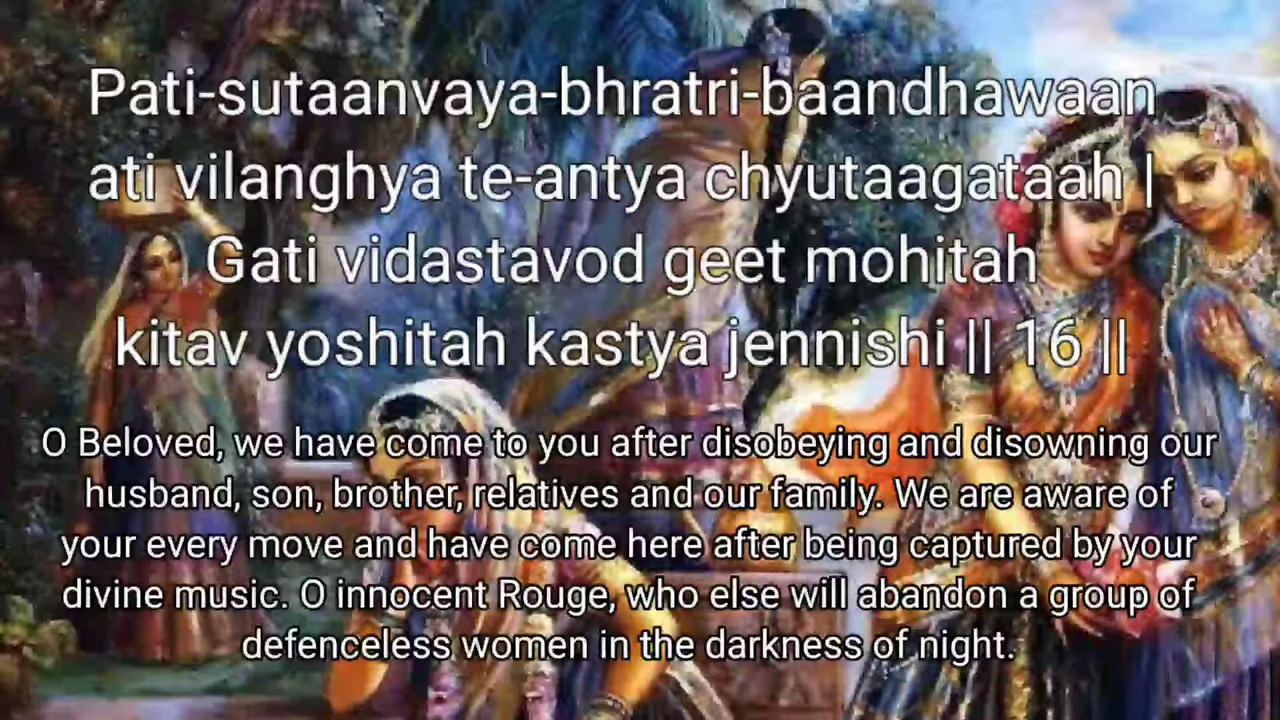 Pati-sutaanvaya-bhratri-baandhawaan
ati vilanghya te-antya chyutaagataah |
Gati vidastavod geet mohitah
kitav yoshitah kastya jennishi || 16 ||
O Beloved, we have come to you after disobeying and disowning our
husband, son, brother, relatives and our family. We are aware of
your every move and have come here after being captured by your
divine music. O innocent Rouge, who else will abandon a group of
defenceless women in the darkness of night.